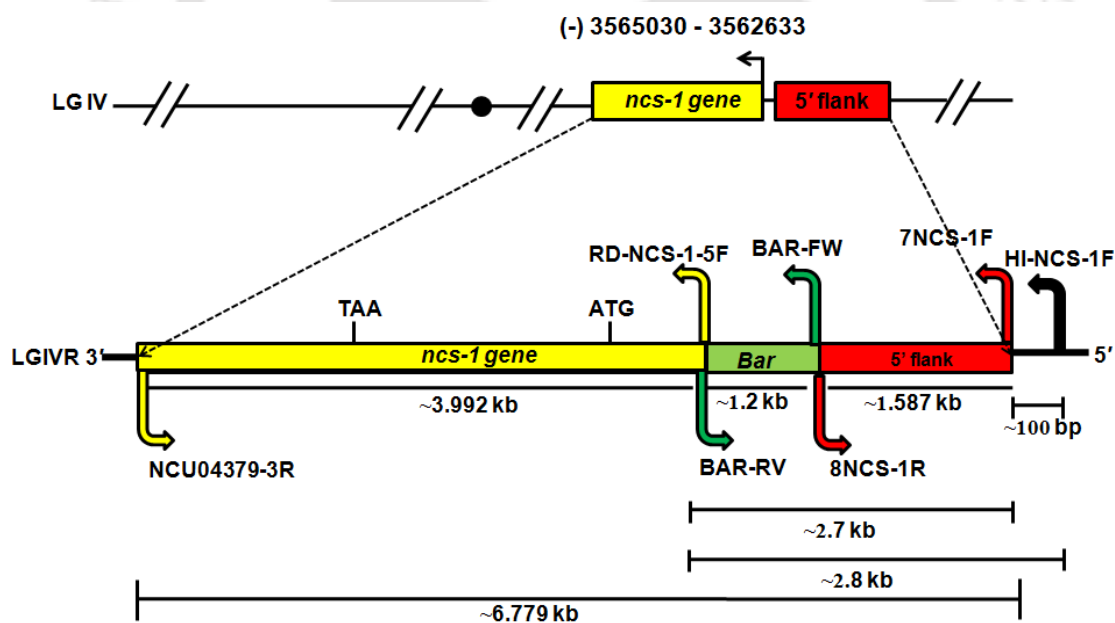 (-) 3565030 - 3562633
LG IV
ncs-1 gene
5′ flank
7NCS-1F
RD-NCS-1-5F
BAR-FW
HI-NCS-1F
TAA
ATG
LGIVR 3′
ncs-1 gene
Bar
5′ flank
5′
~3.992 kb
~1.2 kb
~1.587 kb
~100 bp
NCU04379-3R
BAR-RV
8NCS-1R
~2.7 kb
~2.8 kb
~6.779 kb